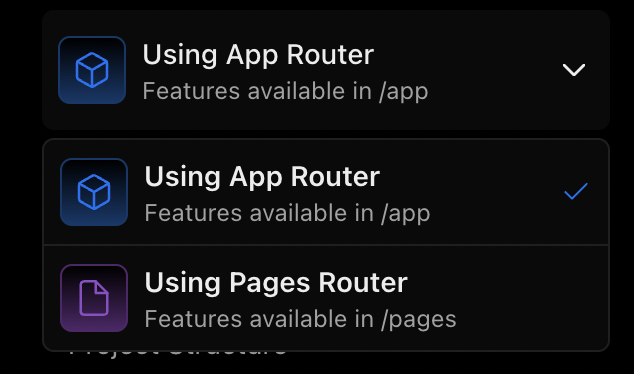 Using App Router
Features available in /app
Using App Router
Features available in /app
Using Pages Router
Features available in /pages